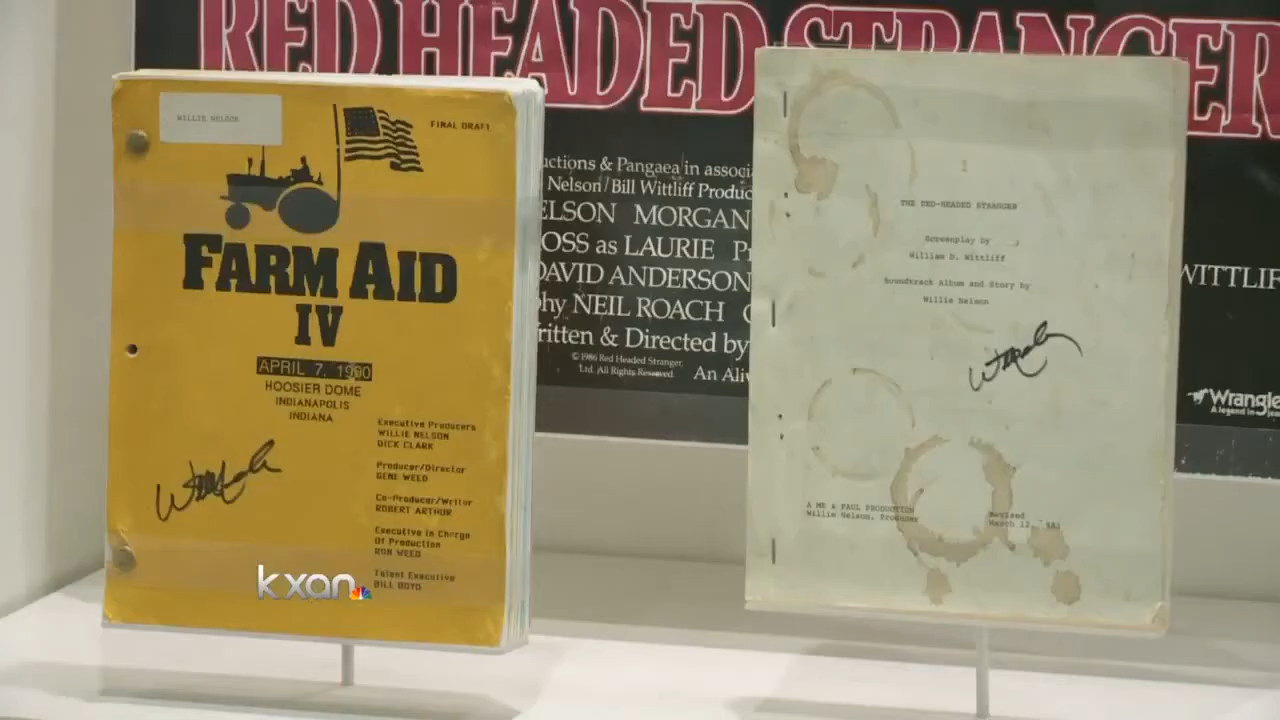 RED HEADED STRANGER
WILLIE NELSON
FINAL DRAFT
FARM AID
IV
APRIL 7, 1990
HOOSIER DOME
INDIANAPOLIS
INDIANA
Executive Producers
WILLIE NELSON
DICK CLARK
Producer/Director
GENE WEED
Co-Producer/Writer
ROBERT ARTHUR
Executive In Charge
Of Production
RON WEED
Talent Executive
BILL BOYD
kxan
uctions & Pangaea in associ
Nelson/Bill Wittliff Produc
ELSON MORGAN
OSS as LAURIE
DAVID ANDERSON
phy NEIL ROACH
ritten & Directed by
© 1986 Red Headed Stranger,
Ltd. All Rights Reserved.
An Aliv
THE RED-HEADED STRANGER
Screenplay by
William D. Wittliff
Soundtrack Album and Story by
Willie Nelson
A ME & PAUL PRODUCTION
Willie Nelson, Producer
Revised
March 12,
WITTLIF
Wrangle
A legend in